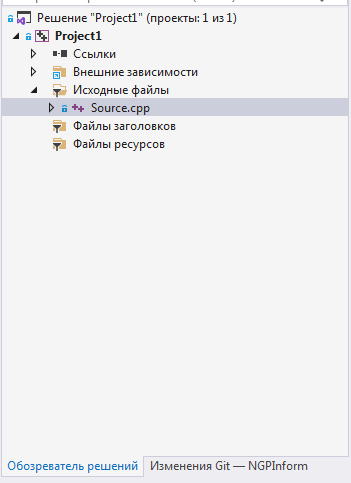 Решение "Project1" (проекты: 1 из 1)
Project1
Ссылки
Внешние зависимости
Исходные файлы
Source.cpp
Файлы заголовков
Файлы ресурсов
Обозреватель решений Изменения Git — NGPInform